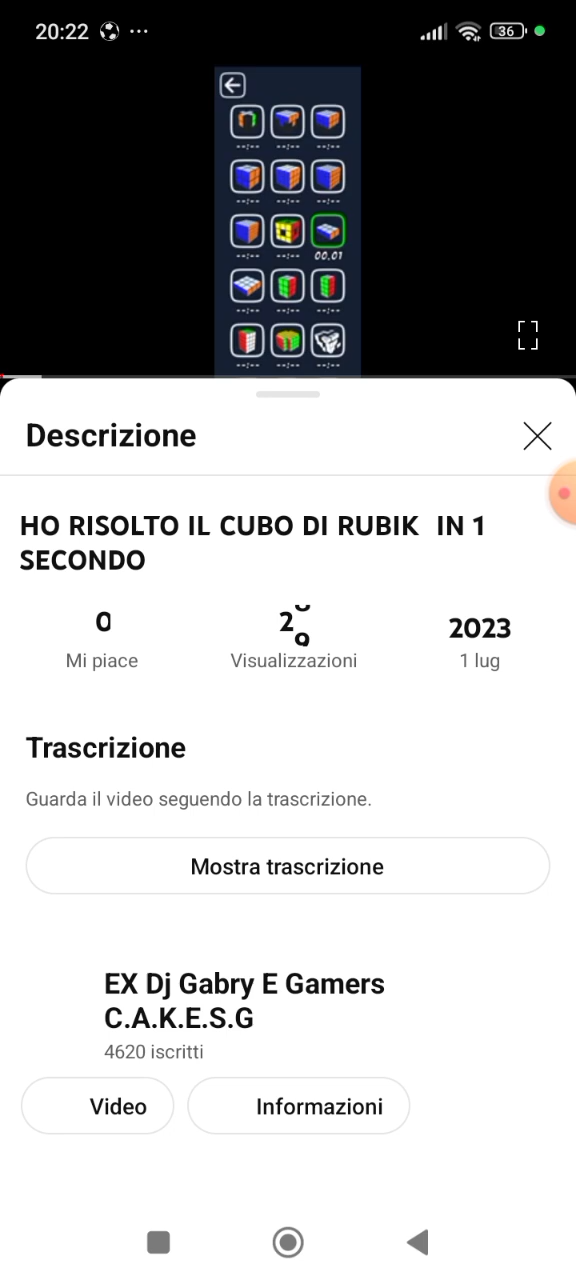 20:22
36
--:-- --:-- --:--
--:-- --:-- --:--
--:-- --:-- 00.01
--:-- --:-- --:--
--:-- --:-- --:--
Descrizione
HO RISOLTO IL CUBO DI RUBIK IN 1
SECONDO
0
2
2023
Mi piace
Visualizzazioni
1 lug
Trascrizione
Guarda il video seguendo la trascrizione.
Mostra trascrizione
EX Dj Gabry E Gamers
C.A.K.E.S.G
4620 iscritti
Video
Informazioni